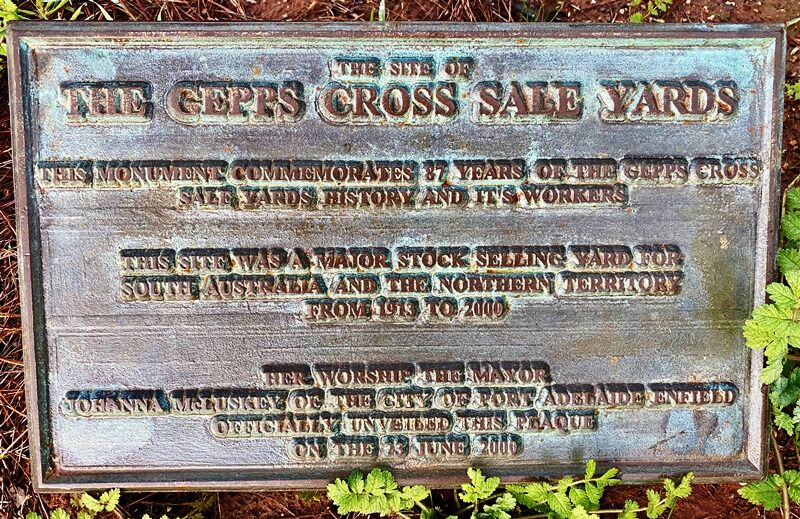 THE SITE OF
THE GEPPS CROSS SALE YARDS
THIS MONUMENT COMMEMORATES 87 YEARS OF THE GEPPS CROSS
SALE YARDS HISTORY AND IT'S WORKERS
THIS SITE WAS A MAJOR STOCK SELLING YARD FOR
SOUTH AUSTRALIA AND THE NORTHERN TERRITORY
FROM 1913 TO 2000
HER WORSHIP THE MAYOR
JOHANNA McLUSKEY OF THE CITY OF PORT ADELAIDE ENFIELD
OFFICIALLY UNVEILED THIS PLAQUE
ON THE 23 JUNE 2000